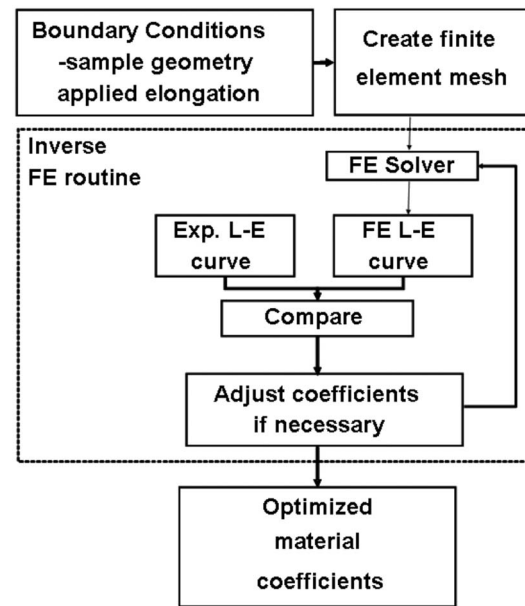 Boundary Conditions
-sample geometry
applied elongation
Create finite
element mesh
Inverse
FE routine
FE Solver
Exp. L-E
curve
FE L-E
curve
Compare
Adjust coefficients
if necessary
Optimized
material
coefficients